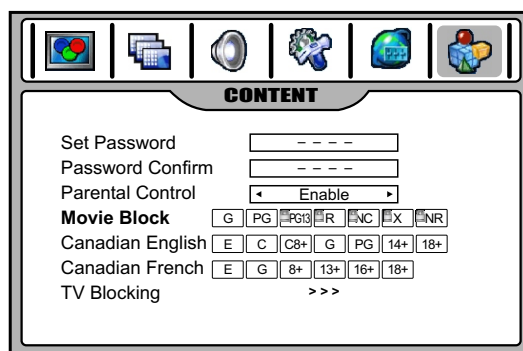 CONTENT
Set Password - - - -
Password Confirm - - - -
Parental Control Enable
Movie Block G PG PG13 R NC X NR
Canadian English E C C8+ G PG 14+ 18+
Canadian French E G 8+ 13+ 16+ 18+
TV Blocking >>>